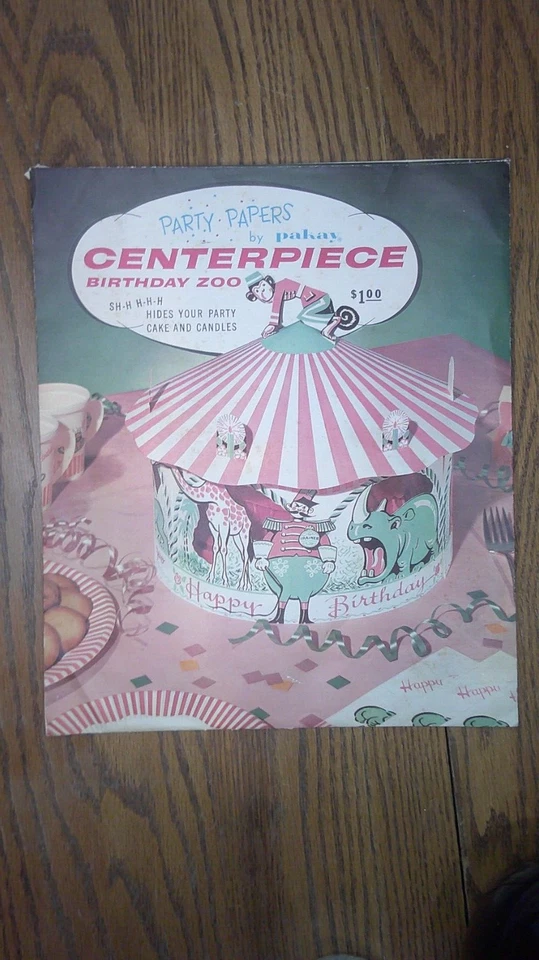 PARTY PAPERS
by pakay
CENTERPIECE
BIRTHDAY ZOO
$1.00
SH-H H-H-H
HIDES YOUR PARTY
CAKE AND CANDLES
Happy Birthday
Happy Happy